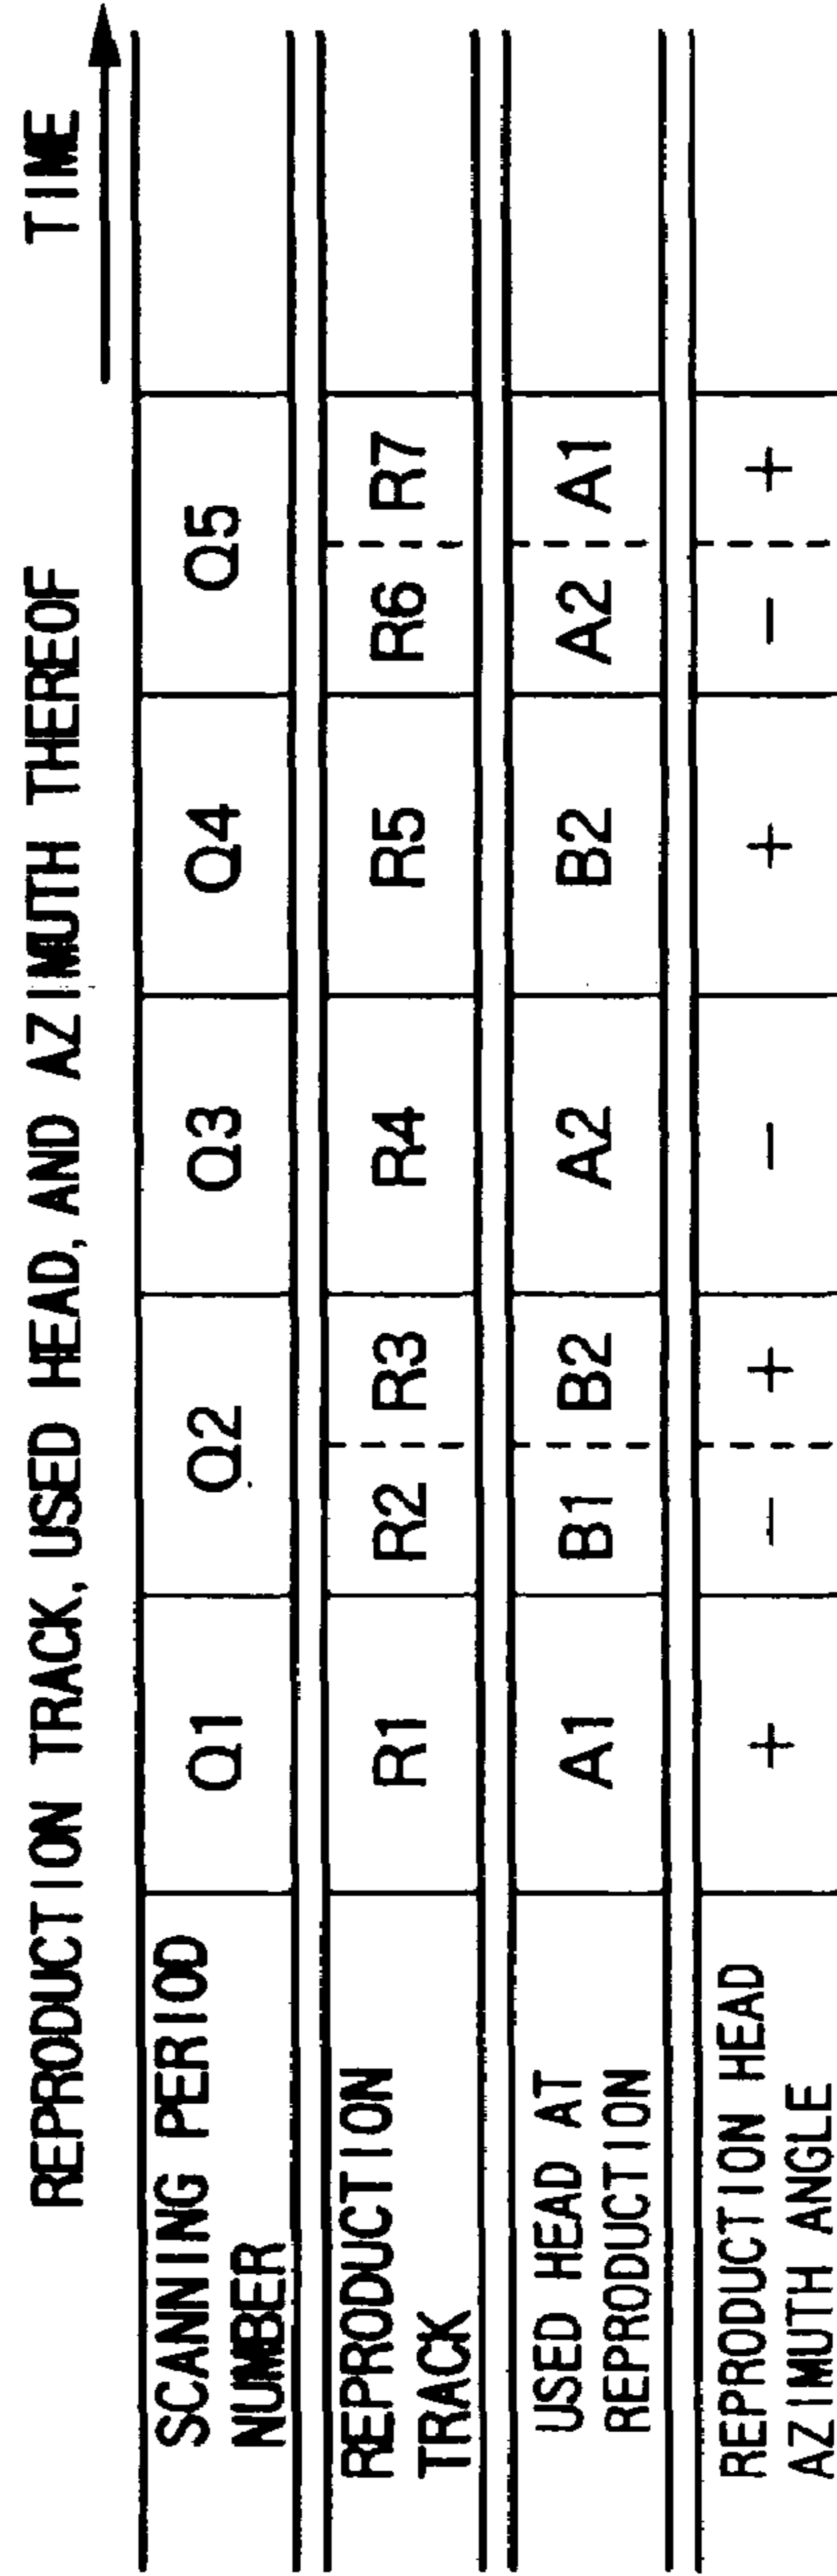 REPRODUCTION TRACK, USED HEAD, AND AZIMUTH THEREOF
TIME
SCANNING PERIOD
NUMBER
Q1 Q2 Q3 Q4 Q5
REPRODUCTION
TRACK
R1 R2 R3 R4 R5 R6 R7
USED HEAD AT
REPRODUCTION
A1 B1 B2 A2 B2 A2 A1
REPRODUCTION HEAD
AZIMUTH ANGLE
+ − + − + − +